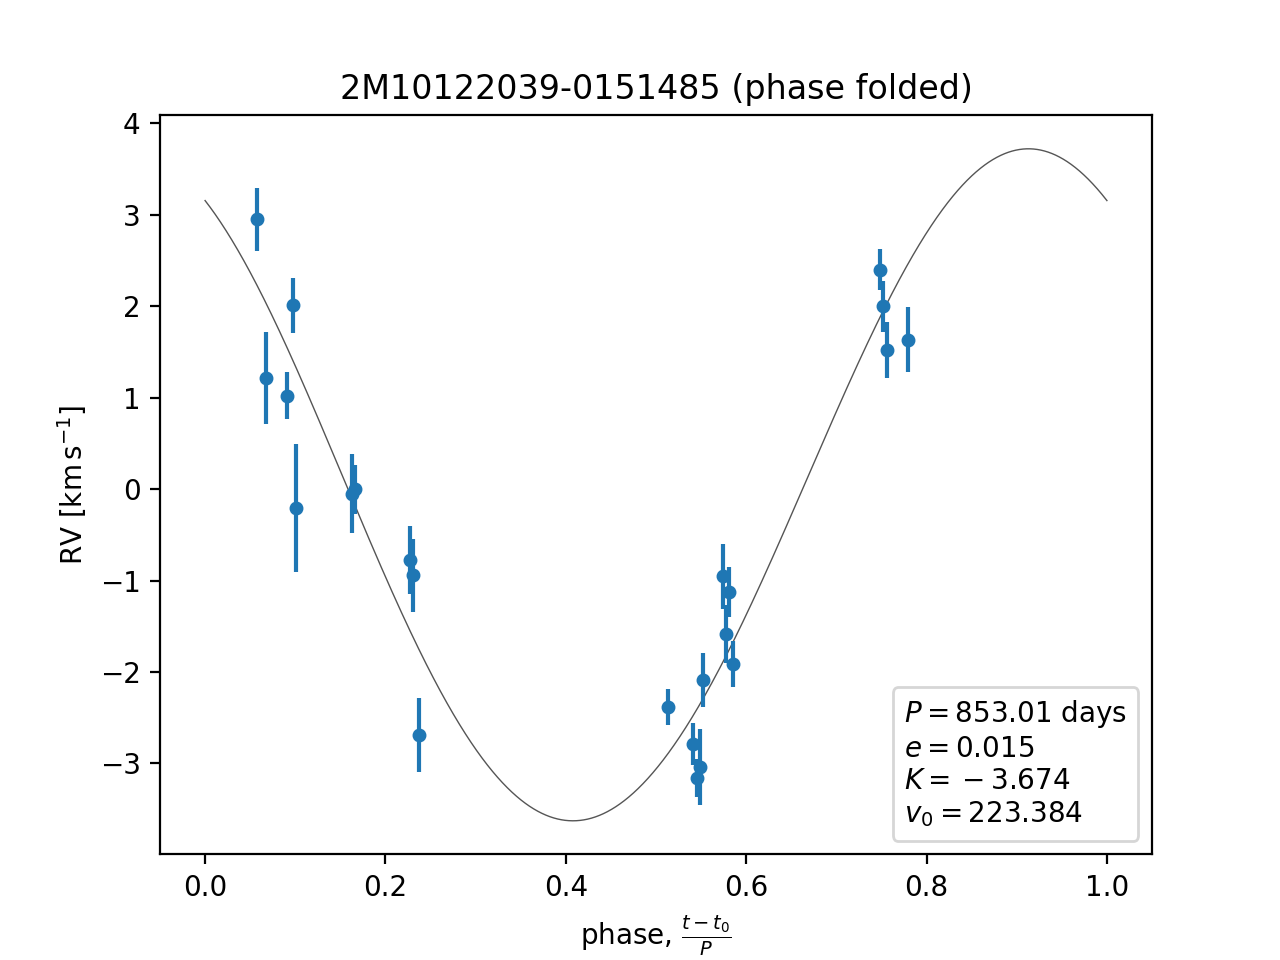 2M10122039-0151485 (phase folded)
RV [km s⁻¹]
4
3
2
1
0
−1
−2
−3
0.0 0.2 0.4 0.6 0.8 1.0
phase, (t − t₀)/P
P = 853.01 days
e = 0.015
K = −3.674
v₀ = 223.384